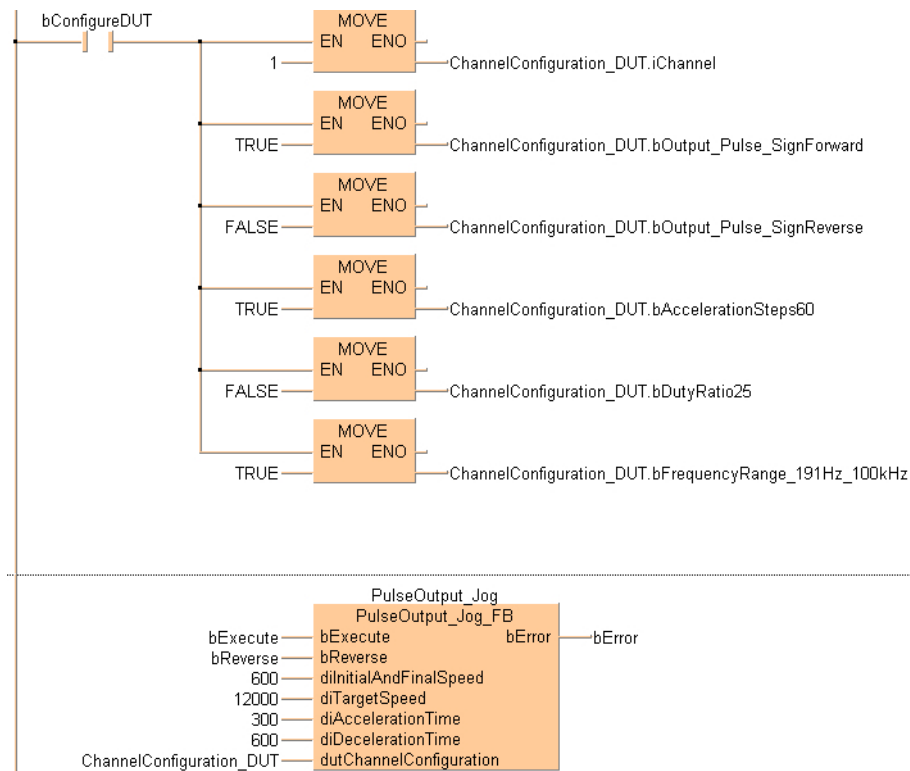 bConfigureDUT
MOVE
EN ENO
1 ChannelConfiguration_DUT.iChannel
MOVE
EN ENO
TRUE ChannelConfiguration_DUT.bOutput_Pulse_SignForward
MOVE
EN ENO
FALSE ChannelConfiguration_DUT.bOutput_Pulse_SignReverse
MOVE
EN ENO
TRUE ChannelConfiguration_DUT.bAccelerationSteps60
MOVE
EN ENO
FALSE ChannelConfiguration_DUT.bDutyRatio25
MOVE
EN ENO
TRUE ChannelConfiguration_DUT.bFrequencyRange_191Hz_100kHz
PulseOutput_Jog
PulseOutput_Jog_FB
bExecute bExecute bError bError
bReverse bReverse
600 diInitialAndFinalSpeed
12000 diTargetSpeed
300 diAccelerationTime
600 diDecelerationTime
ChannelConfiguration_DUT dutChannelConfiguration